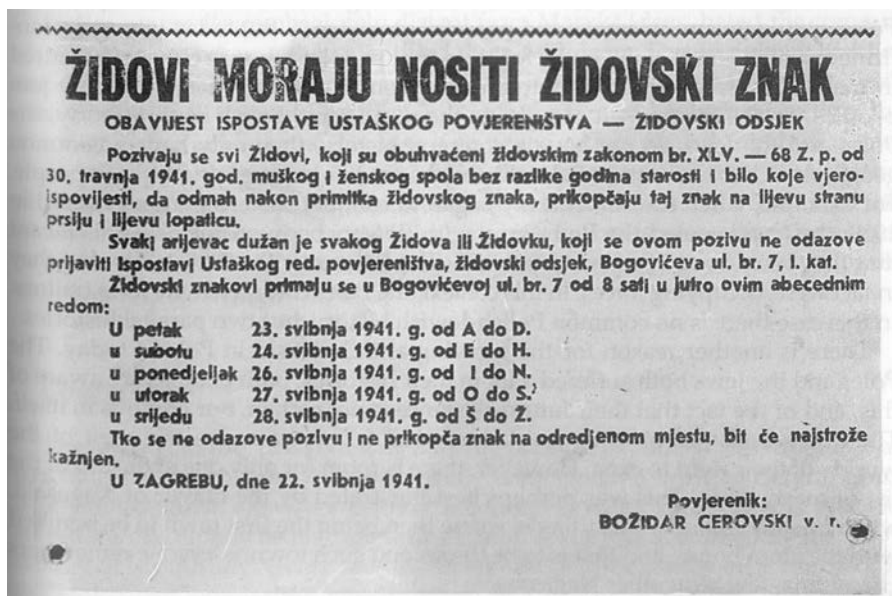 ŽIDOVI MORAJU NOSITI ŽIDOVSKI ZNAK
OBAVIJEST ISPOSTAVE USTAŠKOG POVJERENIŠTVA — ŽIDOVSKI ODSJEK
Pozivaju se svi Židovi, koji su obuhvaćeni židovskim zakonom br. XLV. — 68 Z. p. od
30. travnja 1941. god. muškog i ženskog spola bez razlike godina starosti i bilo koje vjero-
ispovijesti, da odmah nakon primitka židovskog znaka, prikopčaju taj znak na lijevu stranu
prsiju i lijevu lopaticu.
Svaki arijevac dužan je svakog Židova ili Židovku, koji se ovom pozivu ne odazove
prijaviti Ispostavi Ustaškog red. povjereništva, židovski odsjek, Bogovićeva ul. br. 7, I. kat.
Židovski znakovi primaju se u Bogovićevoj ul. br. 7 od 8 sati u jutro ovim abecednim
redom:
U petak 23. svibnja 1941. g. od A do D.
u subotu 24. svibnja 1941. g. od E do H.
u ponedjeljak 26. svibnja 1941. g. od I do N.
u utorak 27. svibnja 1941. g. od O do S.
u srijedu 28. svibnja 1941. g. od Š do Ž.
Tko se ne odazove pozivu i ne prikopča znak na odredjenom mjestu, bit će najstrože
kažnjen.
U ZAGREBU, dne 22. svibnja 1941.
Povjerenik:
BOŽIDAR CEROVSKI v. r.